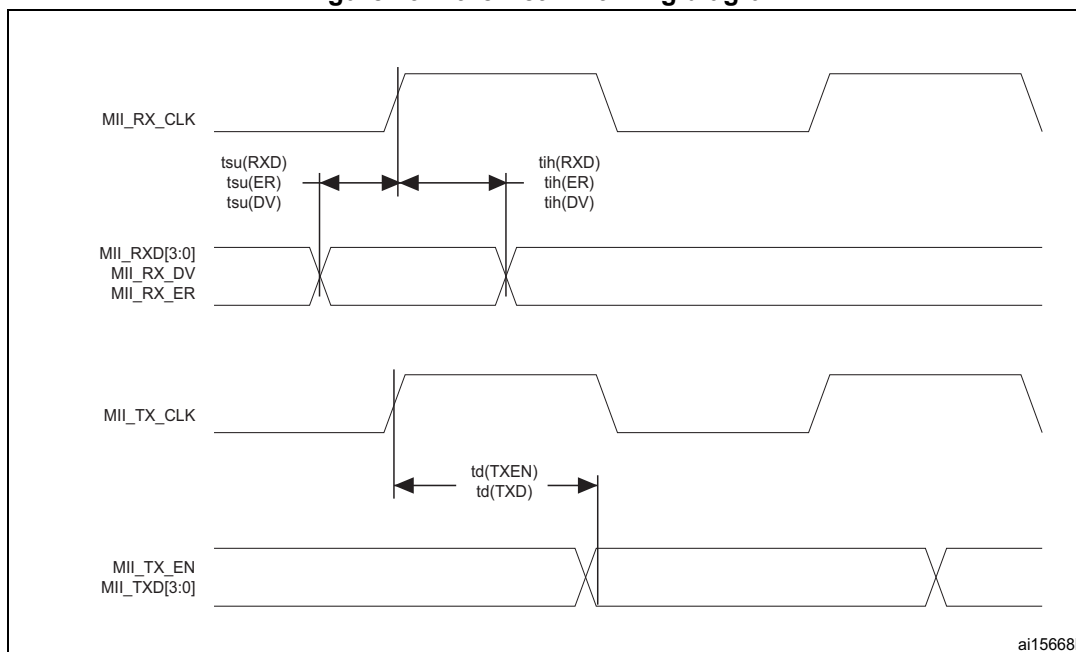 MII_RX_CLK
tsu(RXD)
tsu(ER)
tsu(DV)
tih(RXD)
tih(ER)
tih(DV)
MII_RXD[3:0]
MII_RX_DV
MII_RX_ER
MII_TX_CLK
td(TXEN)
td(TXD)
MII_TX_EN
MII_TXD[3:0]
ai15668